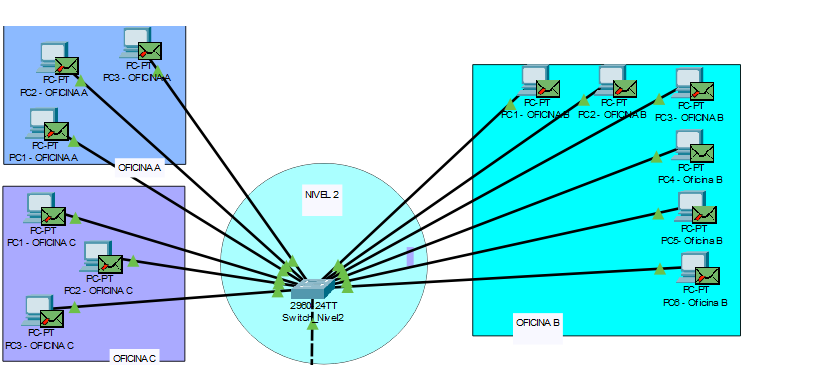 PC-PT
PC3 - OFICINA A
PC-PT
PC2 - OFICINA A
PC-PT
PC1 - OFICINA A
OFICINA A
PC-PT
PC1 - OFICINA C
PC-PT
PC2 - OFICINA C
PC-PT
PC3 - OFICINA C
OFICINA C
NIVEL 2
2960-24TT
Switch_Nivel2
PC-PT
PC1 - OFICINA B
PC-PT
PC2 - OFICINA B
PC-PT
PC3 - OFICINA B
PC-PT
PC4 - Oficina B
PC-PT
PC5- Oficina B
PC-PT
PC6 - Oficina B
OFICINA B